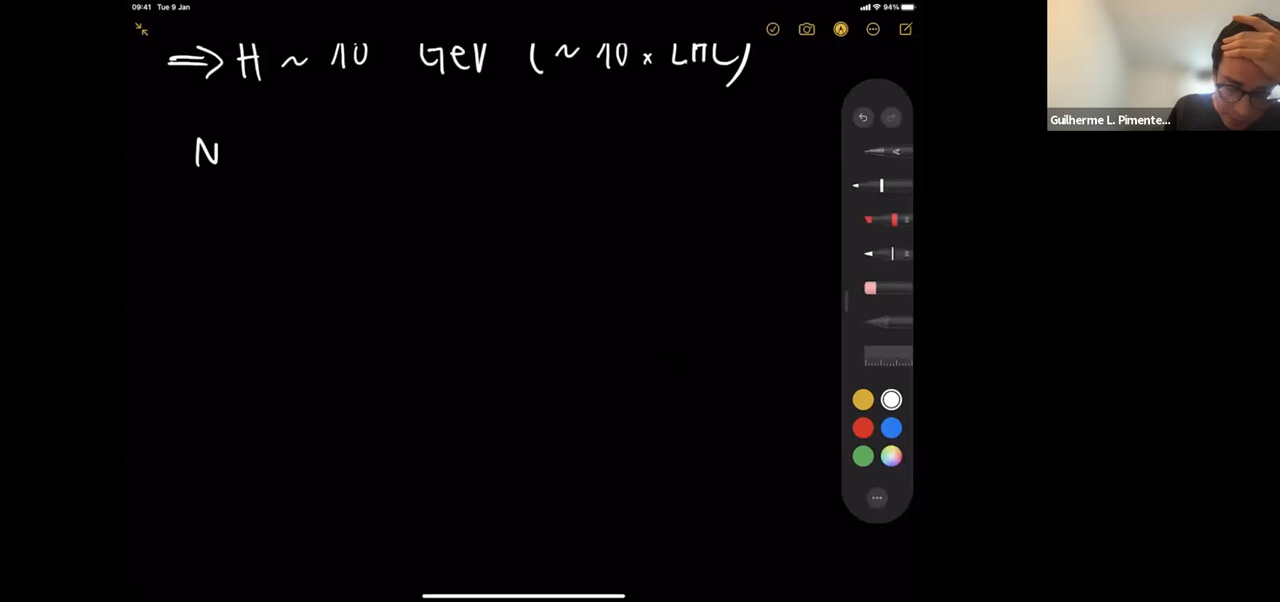 09:41 Tue 9 Jan
94%
⇒ H ~ 10 GeV (~ 10 × LHC)
N
Guilherme L. Pimente...